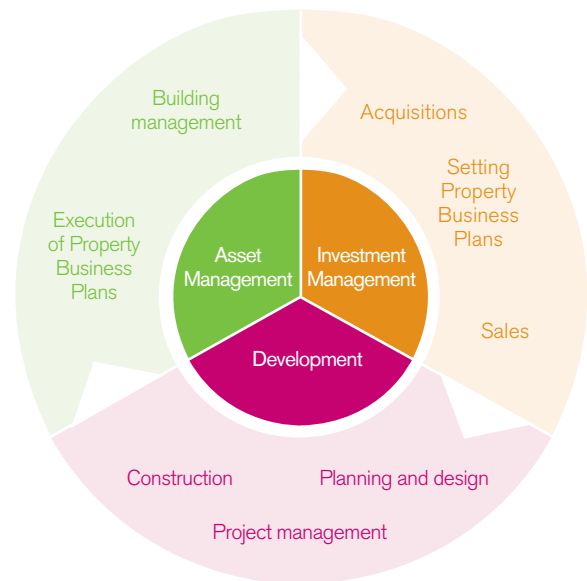 Building
management
Acquisitions
Setting
Property
Business
Plans
Execution
of Property
Business
Plans
Asset
Management
Investment
Management
Sales
Development
Construction
Planning and design
Project management